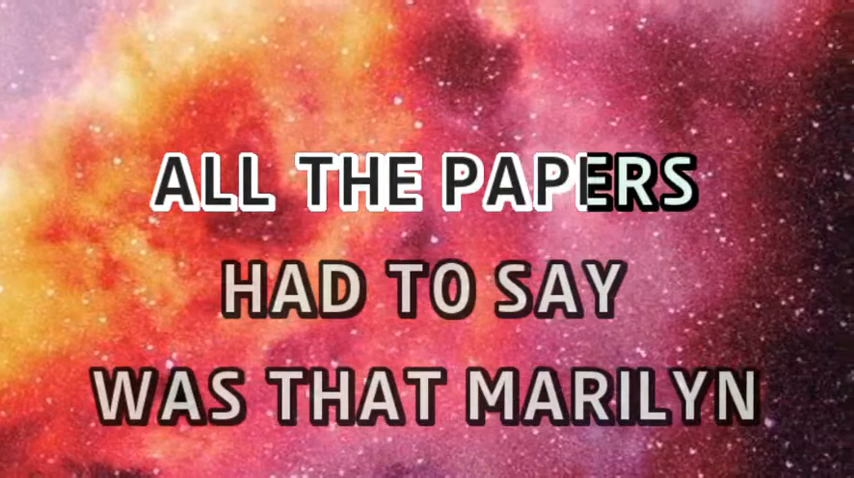 ALL THE PAPERS
HAD TO SAY
WAS THAT MARILYN